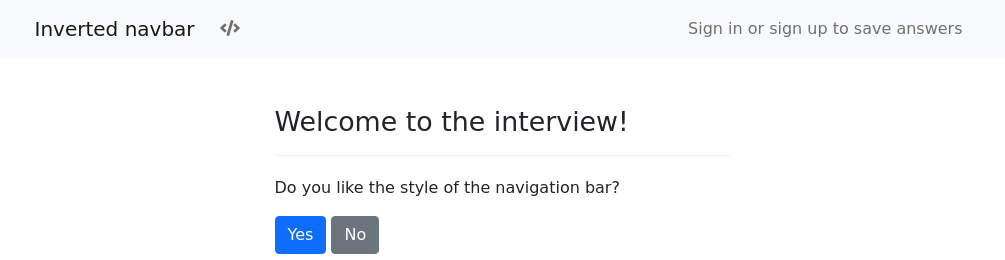 Inverted navbar </> Sign in or sign up to save answers
Welcome to the interview!
Do you like the style of the navigation bar?
Yes No